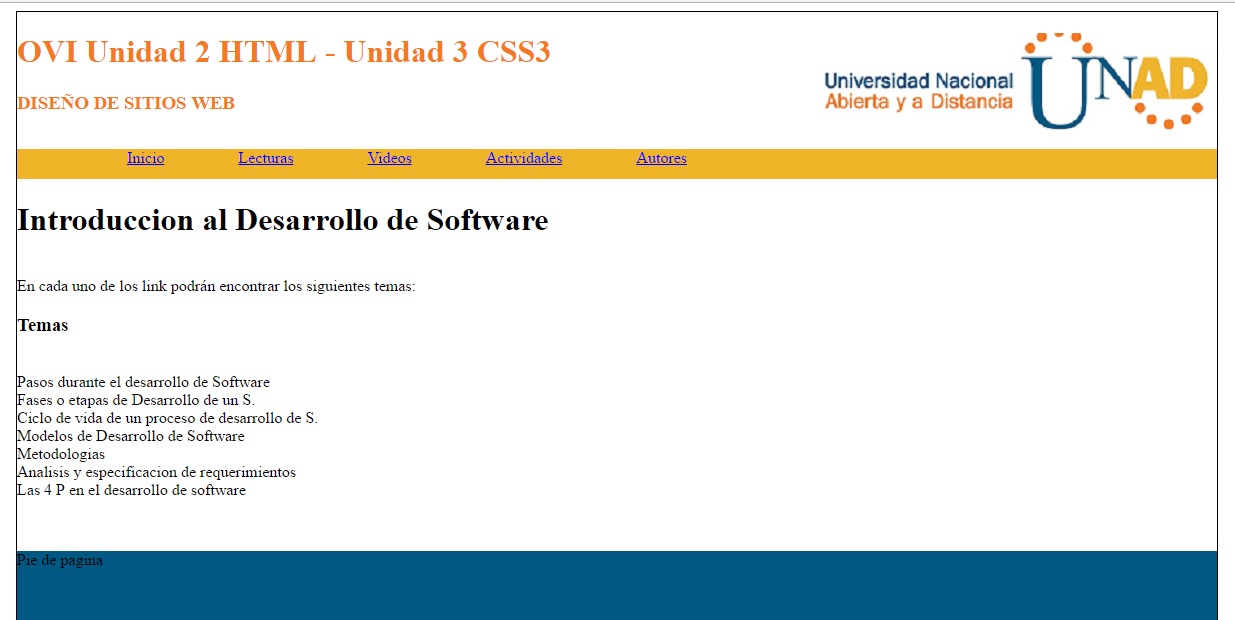 OVI Unidad 2 HTML - Unidad 3 CSS3
DISEÑO DE SITIOS WEB
Universidad Nacional
Abierta y a Distancia
UNAD
Inicio Lecturas Videos Actividades Autores
Introduccion al Desarrollo de Software
En cada uno de los link podrán encontrar los siguientes temas:
Temas
Pasos durante el desarrollo de Software
Fases o etapas de Desarrollo de un S.
Ciclo de vida de un proceso de desarrollo de S.
Modelos de Desarrollo de Software
Metodologias
Analisis y especificacion de requerimientos
Las 4 P en el desarrollo de software
Pie de pagina